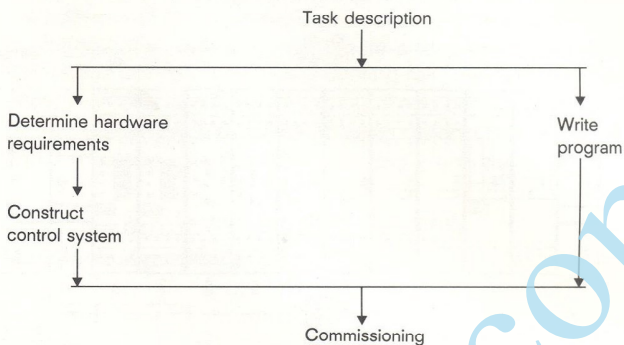 Task description
Determine hardware
requirements
Write
program
Construct
control system
Commissioning